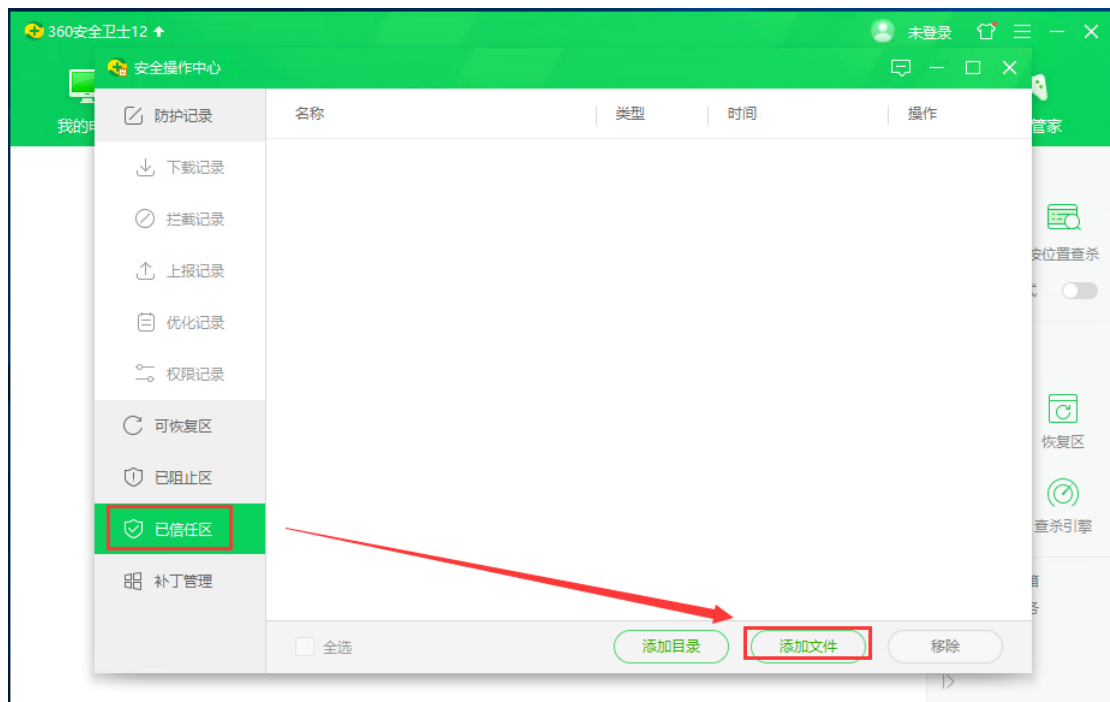 360安全卫士12
未登录
安全操作中心
我的
管家
防护记录
名称
类型
时间
操作
下载记录
拦截记录
上报记录
优化记录
权限记录
可恢复区
已阻止区
已信任区
补丁管理
位置查杀
恢复区
查杀引擎
全选
添加目录
添加文件
移除